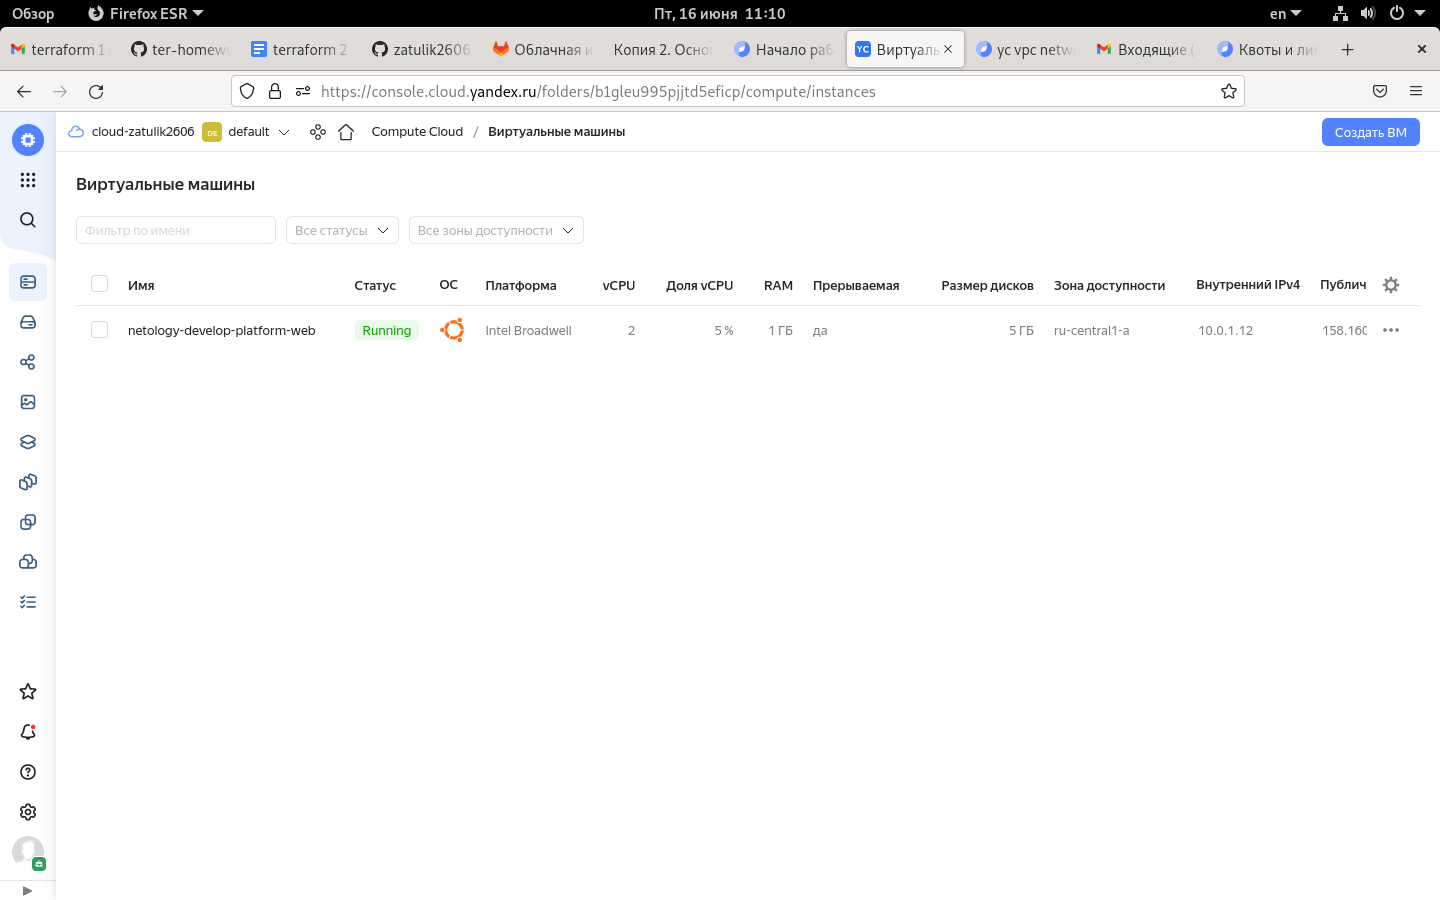 Обзор Firefox ESR Пт, 16 июня 11:10 en
terraform 1 ter-homew terraform 2 zatulik2606 Облачная и Копия 2. Осно Начало раб YC Виртуаль yc vpc netw Входящие ( Квоты и ли
https://console.cloud.yandex.ru/folders/b1gleu995pjjtd5eficp/compute/instances
cloud-zatulik2606 DE default Compute Cloud / Виртуальные машины Создать ВМ
Виртуальные машины
Фильтр по имени Все статусы Все зоны доступности
Имя Статус ОС Платформа vCPU Доля vCPU RAM Прерываемая Размер дисков Зона доступности Внутренний IPv4 Публич
netology-develop-platform-web Running Intel Broadwell 2 5 % 1 ГБ да 5 ГБ ru-central1-a 10.0.1.12 158.160